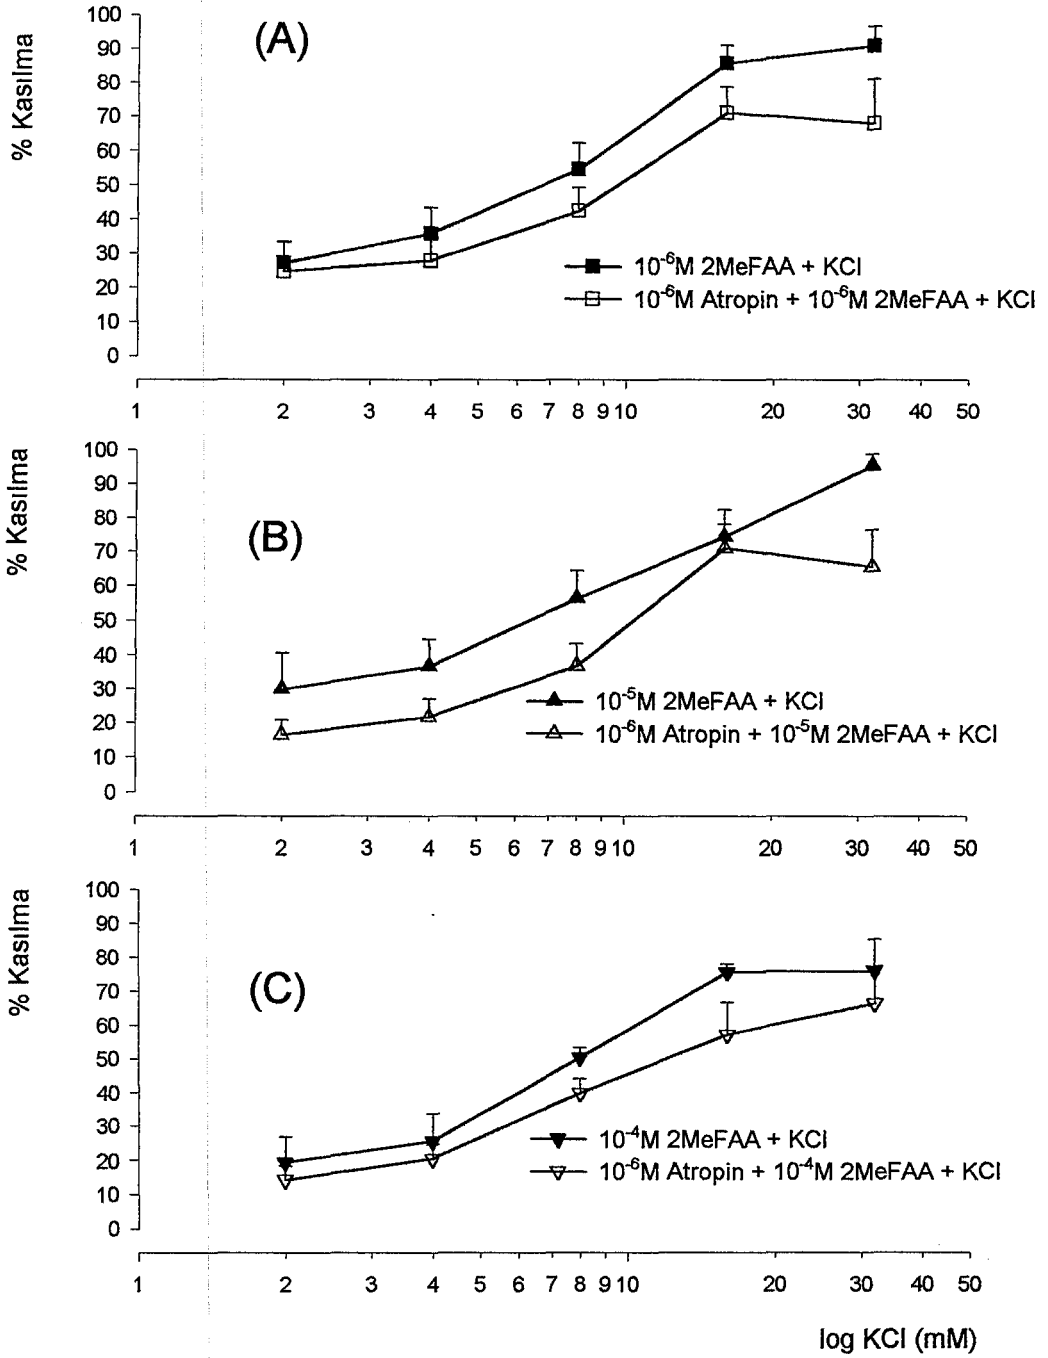 (A)
% Kasılma
100
90
80
70
60
50
40
30
20
10
0
10⁻⁶M 2MeFAA + KCl
10⁻⁶M Atropin + 10⁻⁶M 2MeFAA + KCl
1 2 3 4 5 6 7 8 9 10 20 30 40 50
(B)
% Kasılma
100
90
80
70
60
50
40
30
20
10
0
10⁻⁵M 2MeFAA + KCl
10⁻⁶M Atropin + 10⁻⁵M 2MeFAA + KCl
1 2 3 4 5 6 7 8 9 10 20 30 40 50
(C)
% Kasılma
100
90
80
70
60
50
40
30
20
10
0
10⁻⁴M 2MeFAA + KCl
10⁻⁶M Atropin + 10⁻⁴M 2MeFAA + KCl
1 2 3 4 5 6 7 8 9 10 20 30 40 50
log KCl (mM)